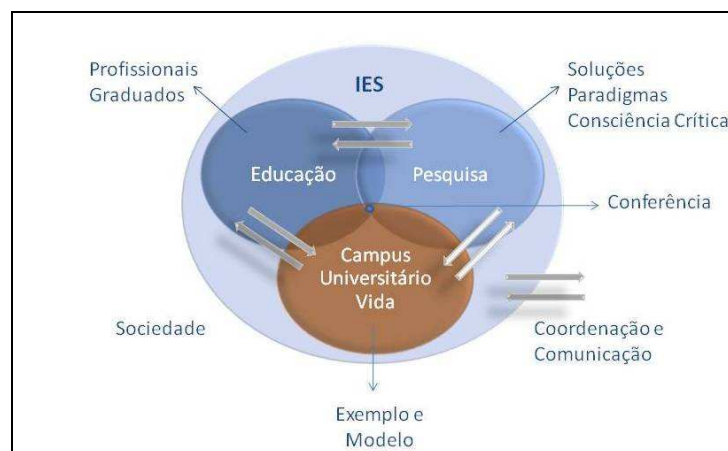 Profissionais
Graduados
IES
Soluções
Paradigmas
Consciência Crítica
Educação
Pesquisa
Conferência
Campus
Universitário
Vida
Sociedade
Coordenação e
Comunicação
Exemplo e
Modelo